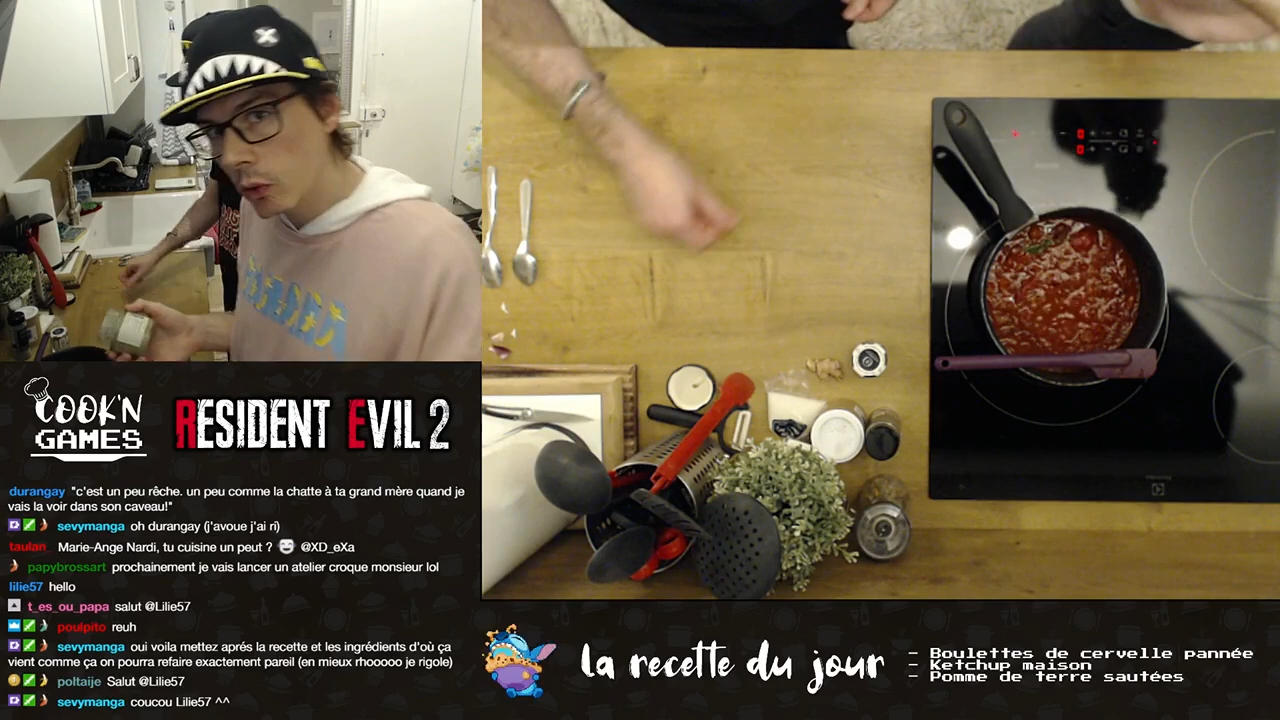 COOK'N
GAMES
RESIDENT EVIL 2
durangay "c'est un peu rêche. un peu comme la chatte à ta grand mère quand je
vais la voir dans son caveau!"
sevymanga oh durangay (j'avoue j'ai ri)
taulan Marie-Ange Nardi, tu cuisine un peut ? @XD_eXa
papybrossart prochainement je vais lancer un atelier croque monsieur lol
lilie57 hello
t_es_ou_papa salut @Lilie57
poulpito reuh
sevymanga oui voila mettez aprés la recette et les ingrédients d'où ça
vient comme ça on pourra refaire exactement pareil (en mieux rhooooo je rigole)
poltaije Salut @Lilie57
sevymanga coucou Lilie57 ^^
la recette du jour
- Boulettes de cervelle pannée
- Ketchup maison
- Pomme de terre sautées